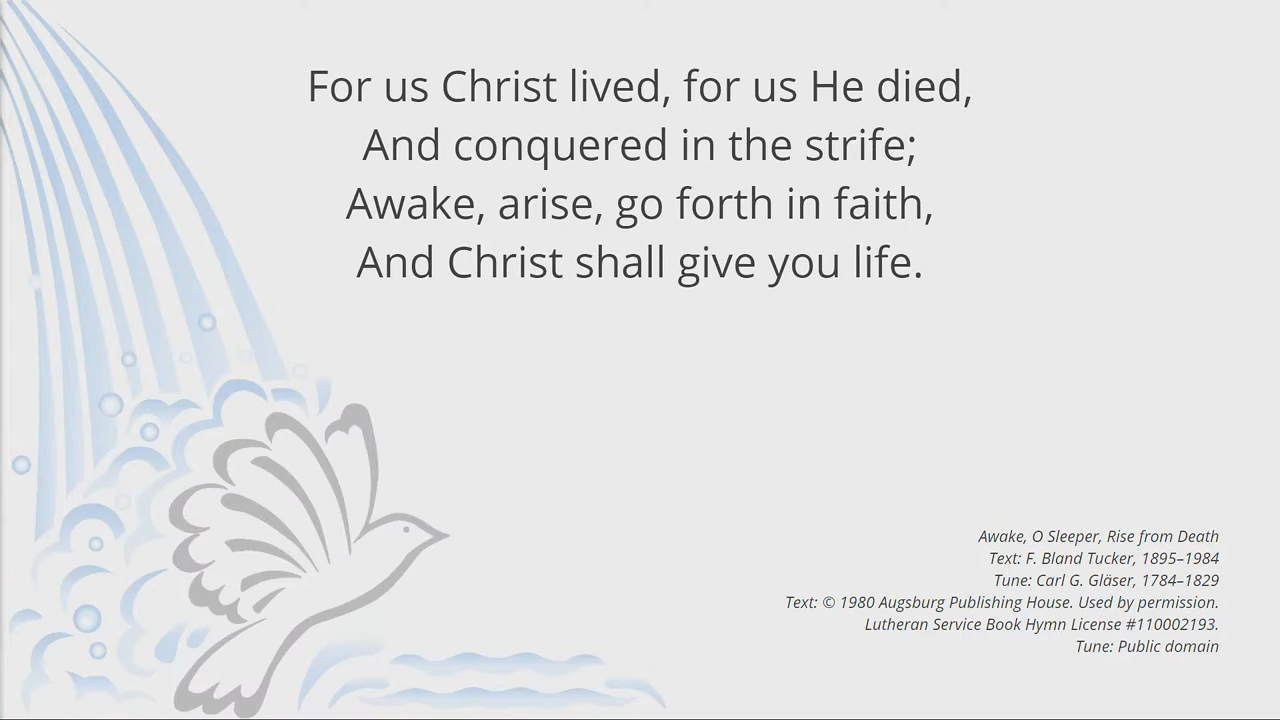 For us Christ lived, for us He died,
And conquered in the strife;
Awake, arise, go forth in faith,
And Christ shall give you life.
Awake, O Sleeper, Rise from Death
Text: F. Bland Tucker, 1895–1984
Tune: Carl G. Gläser, 1784–1829
Text: © 1980 Augsburg Publishing House. Used by permission.
Lutheran Service Book Hymn License #110002193.
Tune: Public domain